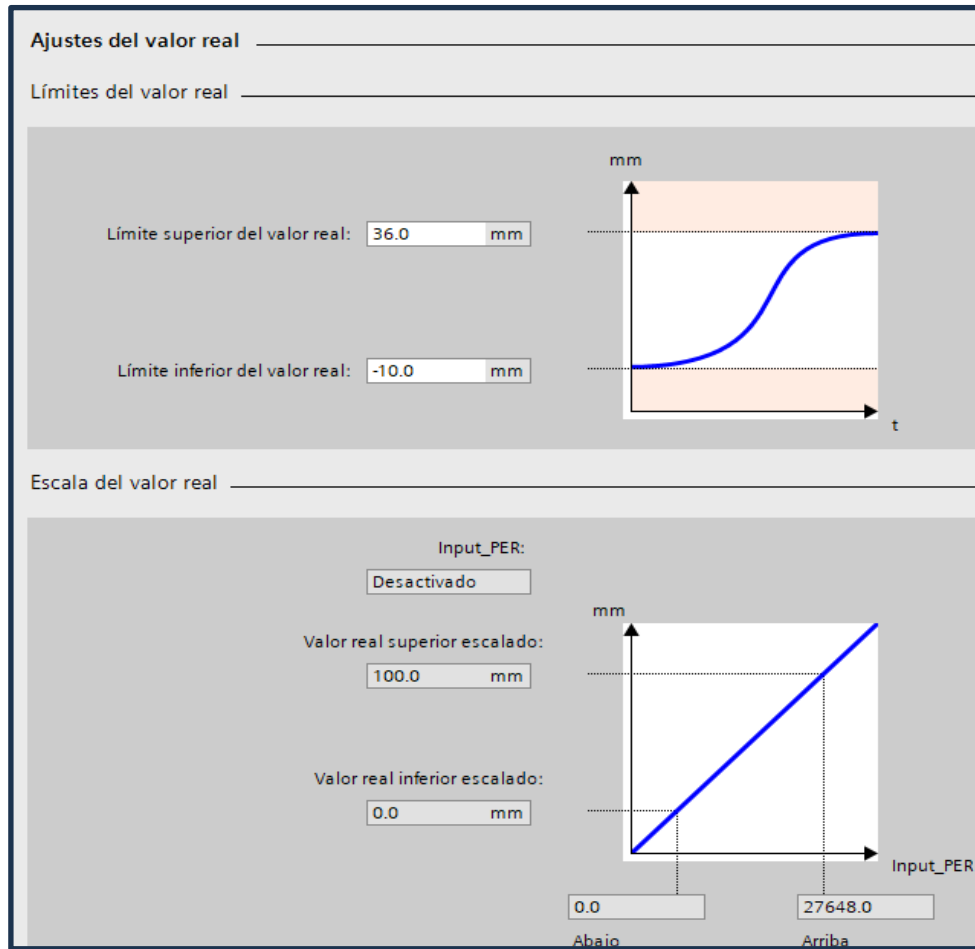 Ajustes del valor real
Límites del valor real
mm
Límite superior del valor real: 36.0 mm
Límite inferior del valor real: -10.0 mm
t
Escala del valor real
Input_PER:
Desactivado
mm
Valor real superior escalado:
100.0 mm
Valor real inferior escalado:
0.0 mm
Input_PER
0.0 27648.0
Abajo Arriba